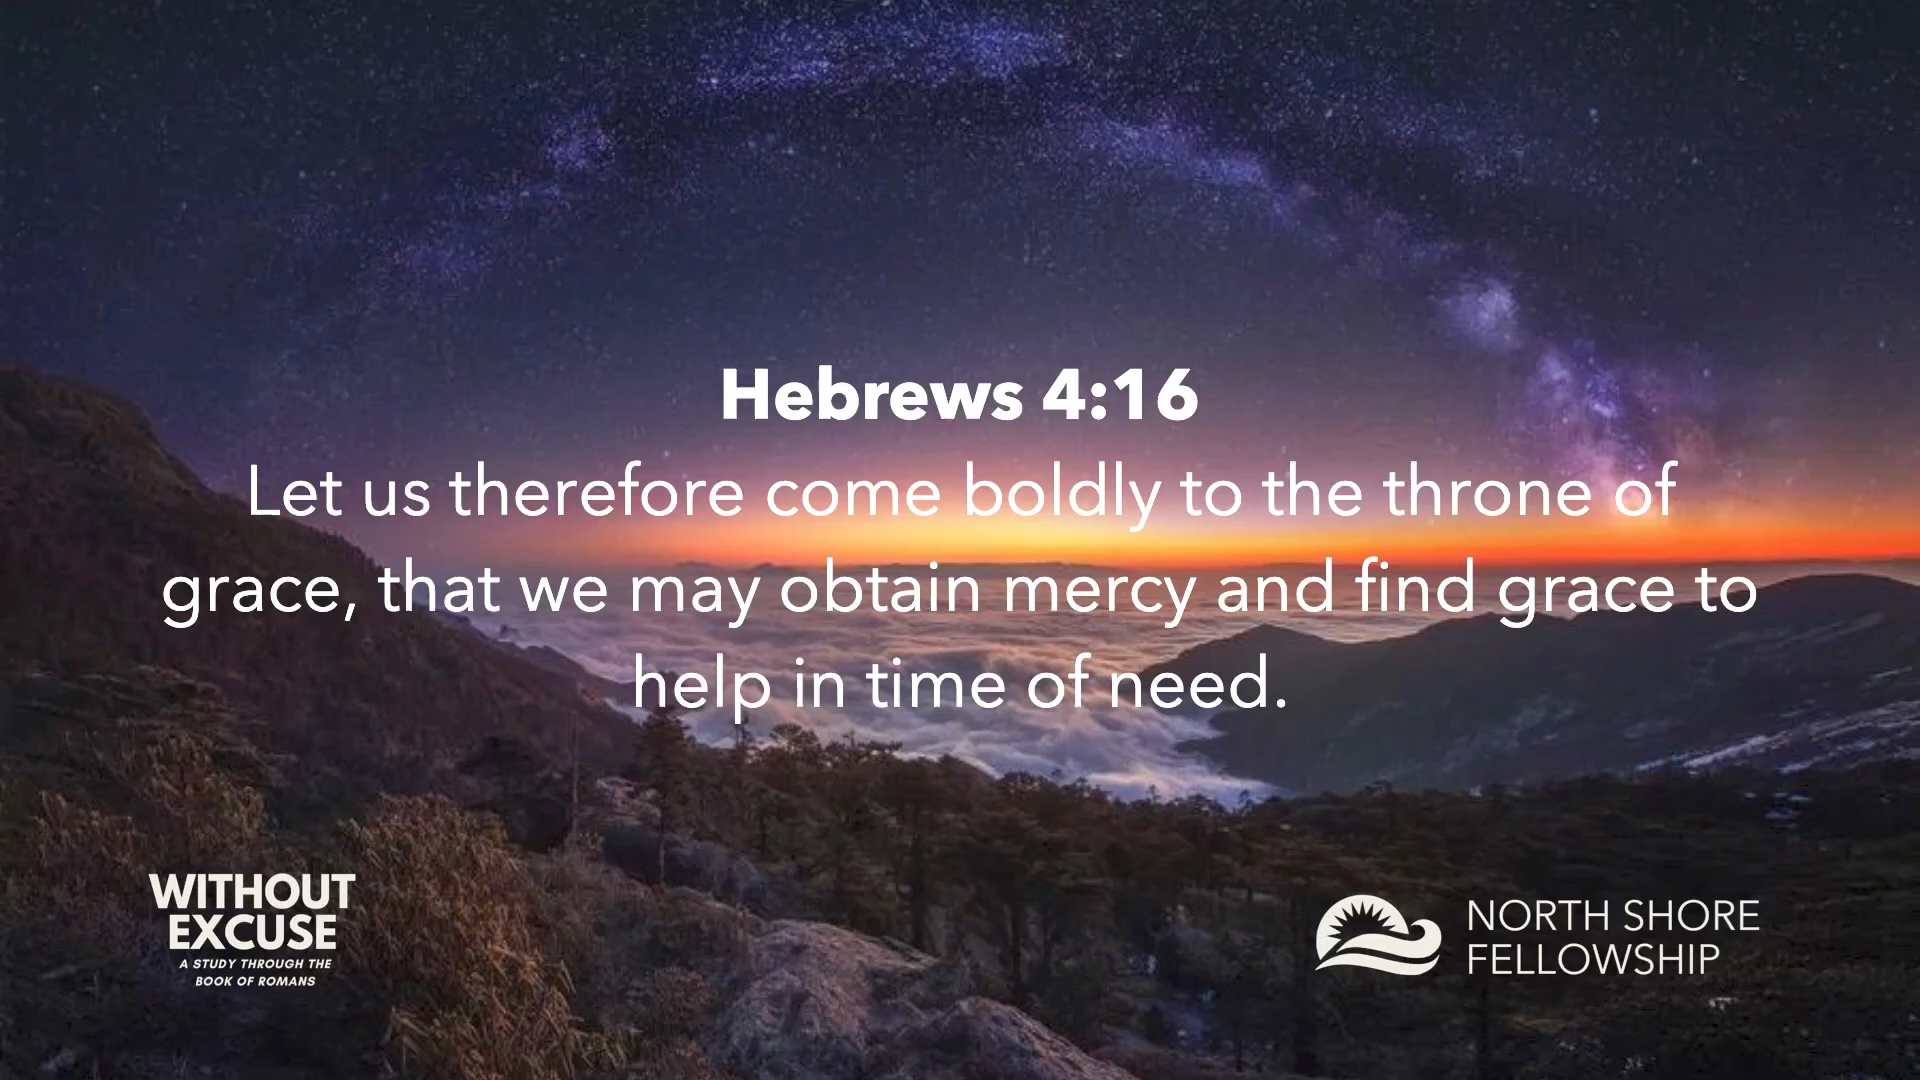 Hebrews 4:16
Let us therefore come boldly to the throne of
grace, that we may obtain mercy and find grace to
help in time of need.
WITHOUT
EXCUSE
A STUDY THROUGH THE
BOOK OF ROMANS
NORTH SHORE
FELLOWSHIP